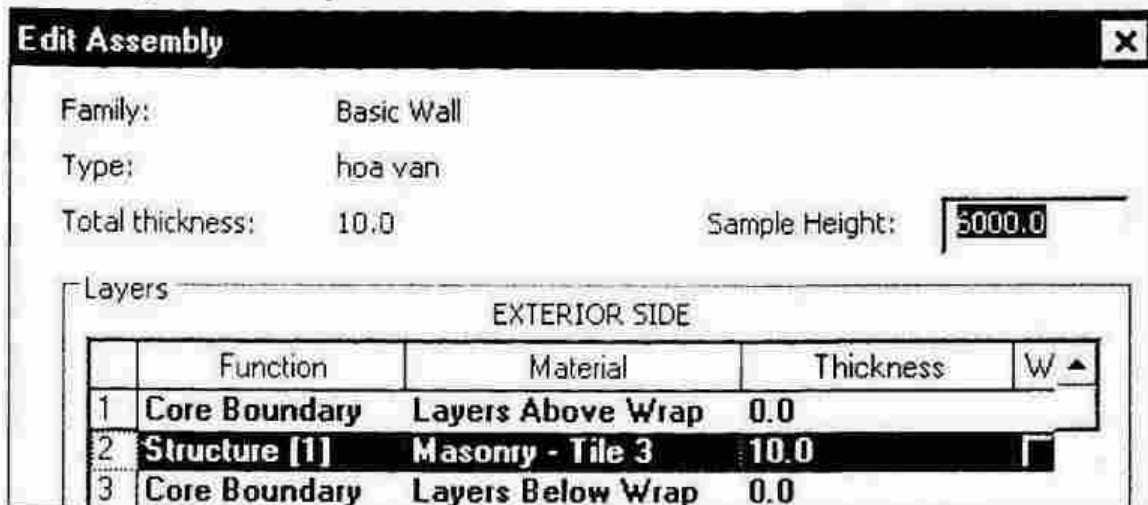 Edit Assembly
Family: Basic Wall
Type: hoa van
Total thickness: 10.0 Sample Height: 6000.0
Layers
EXTERIOR SIDE
Function Material Thickness W
1 Core Boundary Layers Above Wrap 0.0
2 Structure [1] Masonry - Tile 3 10.0
3 Core Boundary Layers Below Wrap 0.0